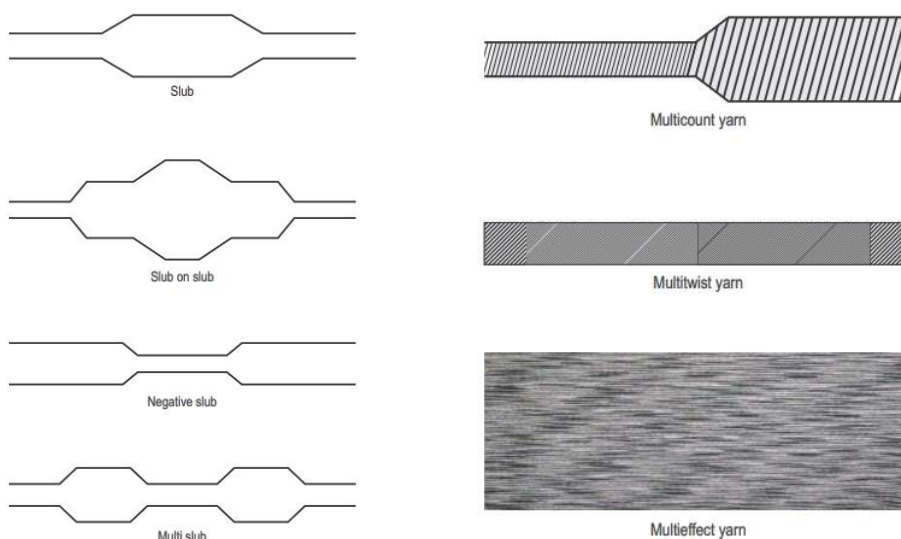 Slub
Multicount yarn
Slub on slub
Multitwist yarn
Negative slub
Multi slub
Multieffect yarn